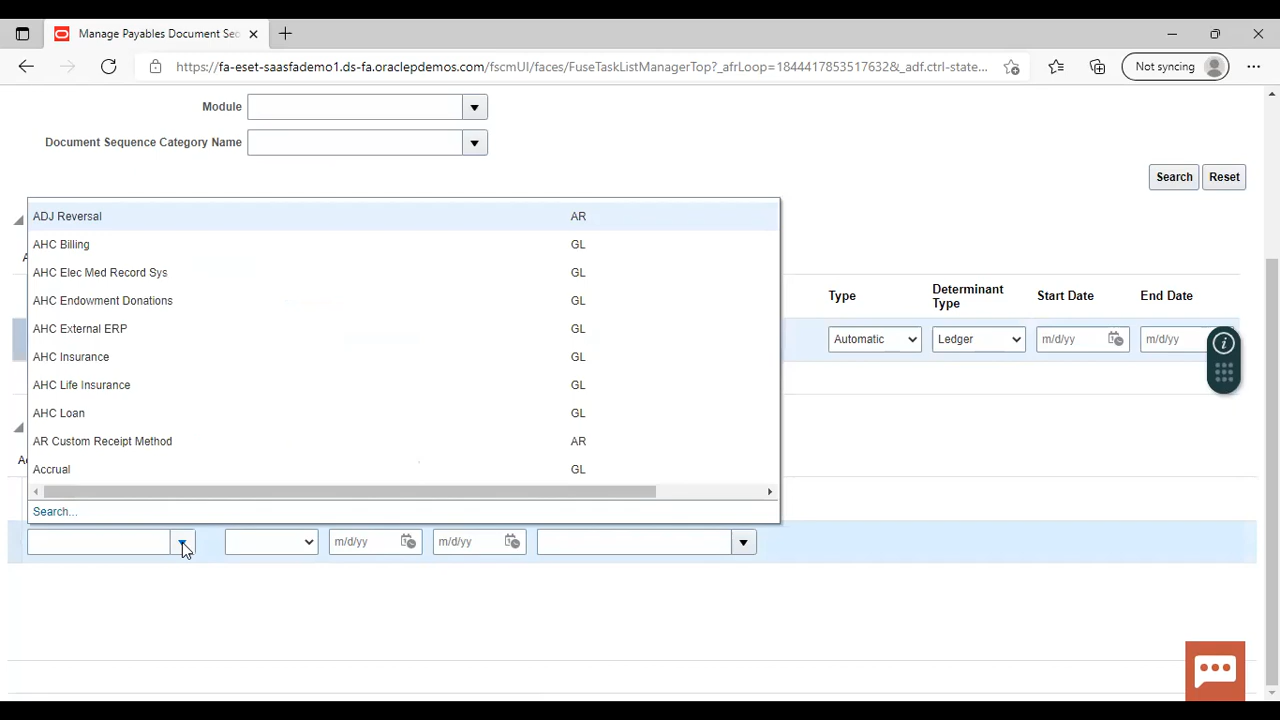 Manage Payables Document Seq
Not syncing
https://fa-eset-saasfademo1.ds-fa.oraclepdemos.com/fscmUI/faces/FuseTaskListManagerTop?_afrLoop=1844417853517632&_adf.ctrl-state...
Module
Document Sequence Category Name
Search Reset
ADJ Reversal AR
AHC Billing GL
AHC Elec Med Record Sys GL
AHC Endowment Donations GL
AHC External ERP GL
AHC Insurance GL
AHC Life Insurance GL
AHC Loan GL
AR Custom Receipt Method AR
Accrual GL
Search...
Type Determinant Type Start Date End Date
Automatic Ledger m/d/yy m/d/yy
m/d/yy m/d/yy